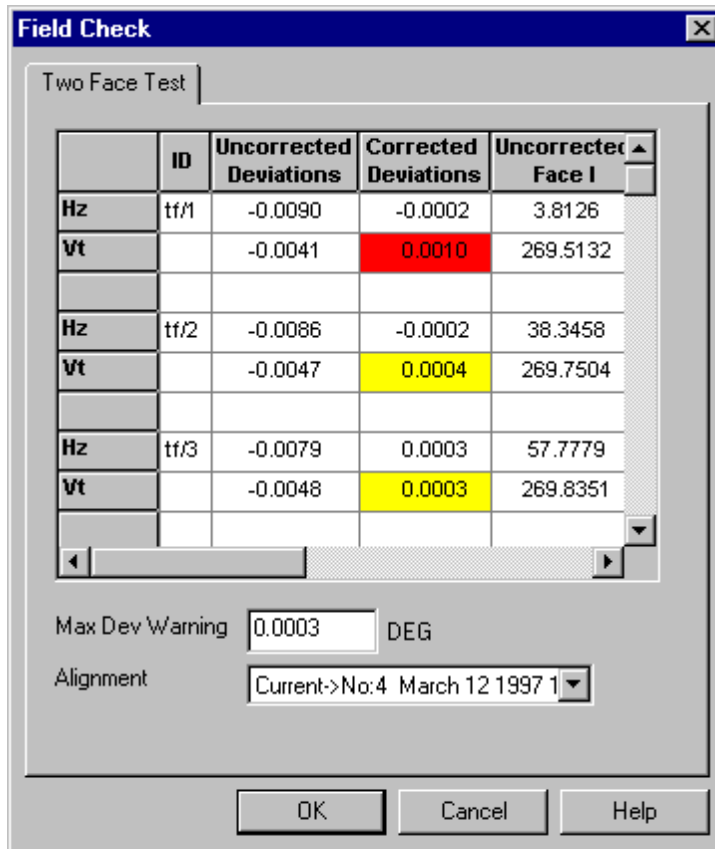 Field Check
Two Face Test
ID Uncorrected Deviations Corrected Deviations Uncorrected Face I
Hz tf/1 -0.0090 -0.0002 3.8126
Vt -0.0041 0.0010 269.5132
Hz tf/2 -0.0086 -0.0002 38.3458
Vt -0.0047 0.0004 269.7504
Hz tf/3 -0.0079 0.0003 57.7779
Vt -0.0048 0.0003 269.8351
Max Dev Warning 0.0003 DEG
Alignment Current->No:4 March 12 1997 1
OK Cancel Help